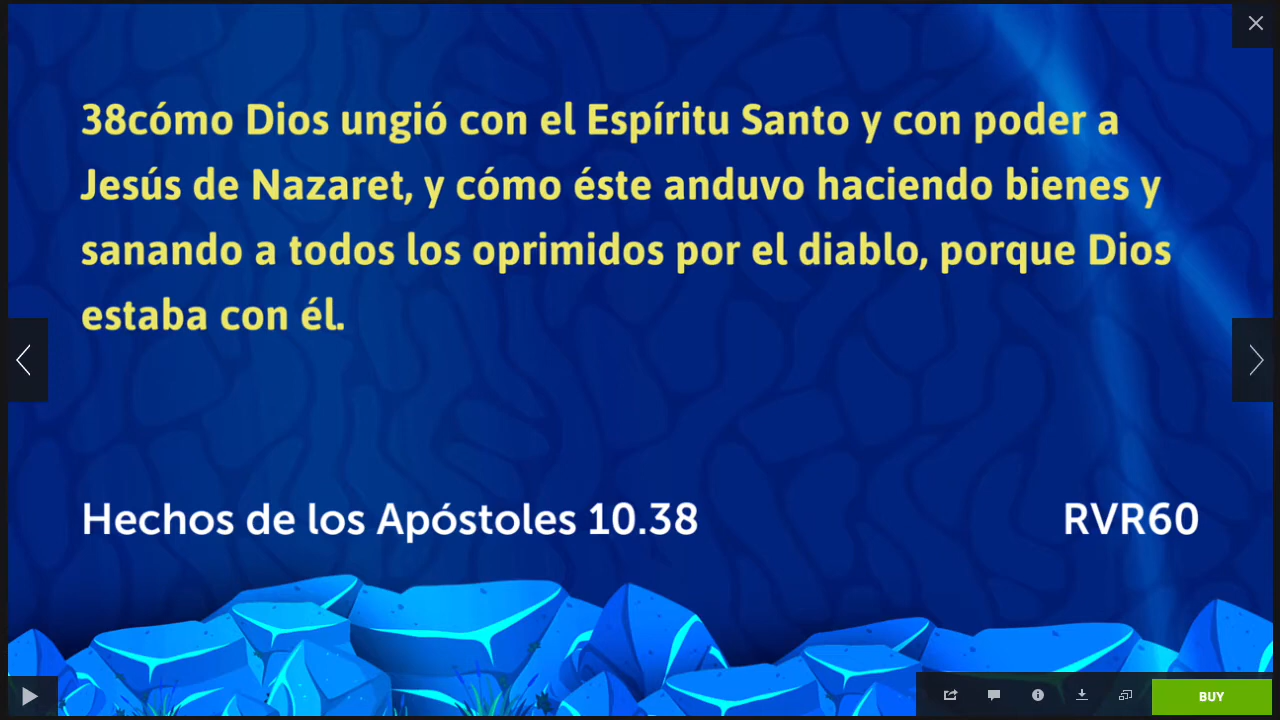 38cómo Dios ungió con el Espíritu Santo y con poder a
Jesús de Nazaret, y cómo éste anduvo haciendo bienes y
sanando a todos los oprimidos por el diablo, porque Dios
estaba con él.
Hechos de los Apóstoles 10.38
RVR60
BUY